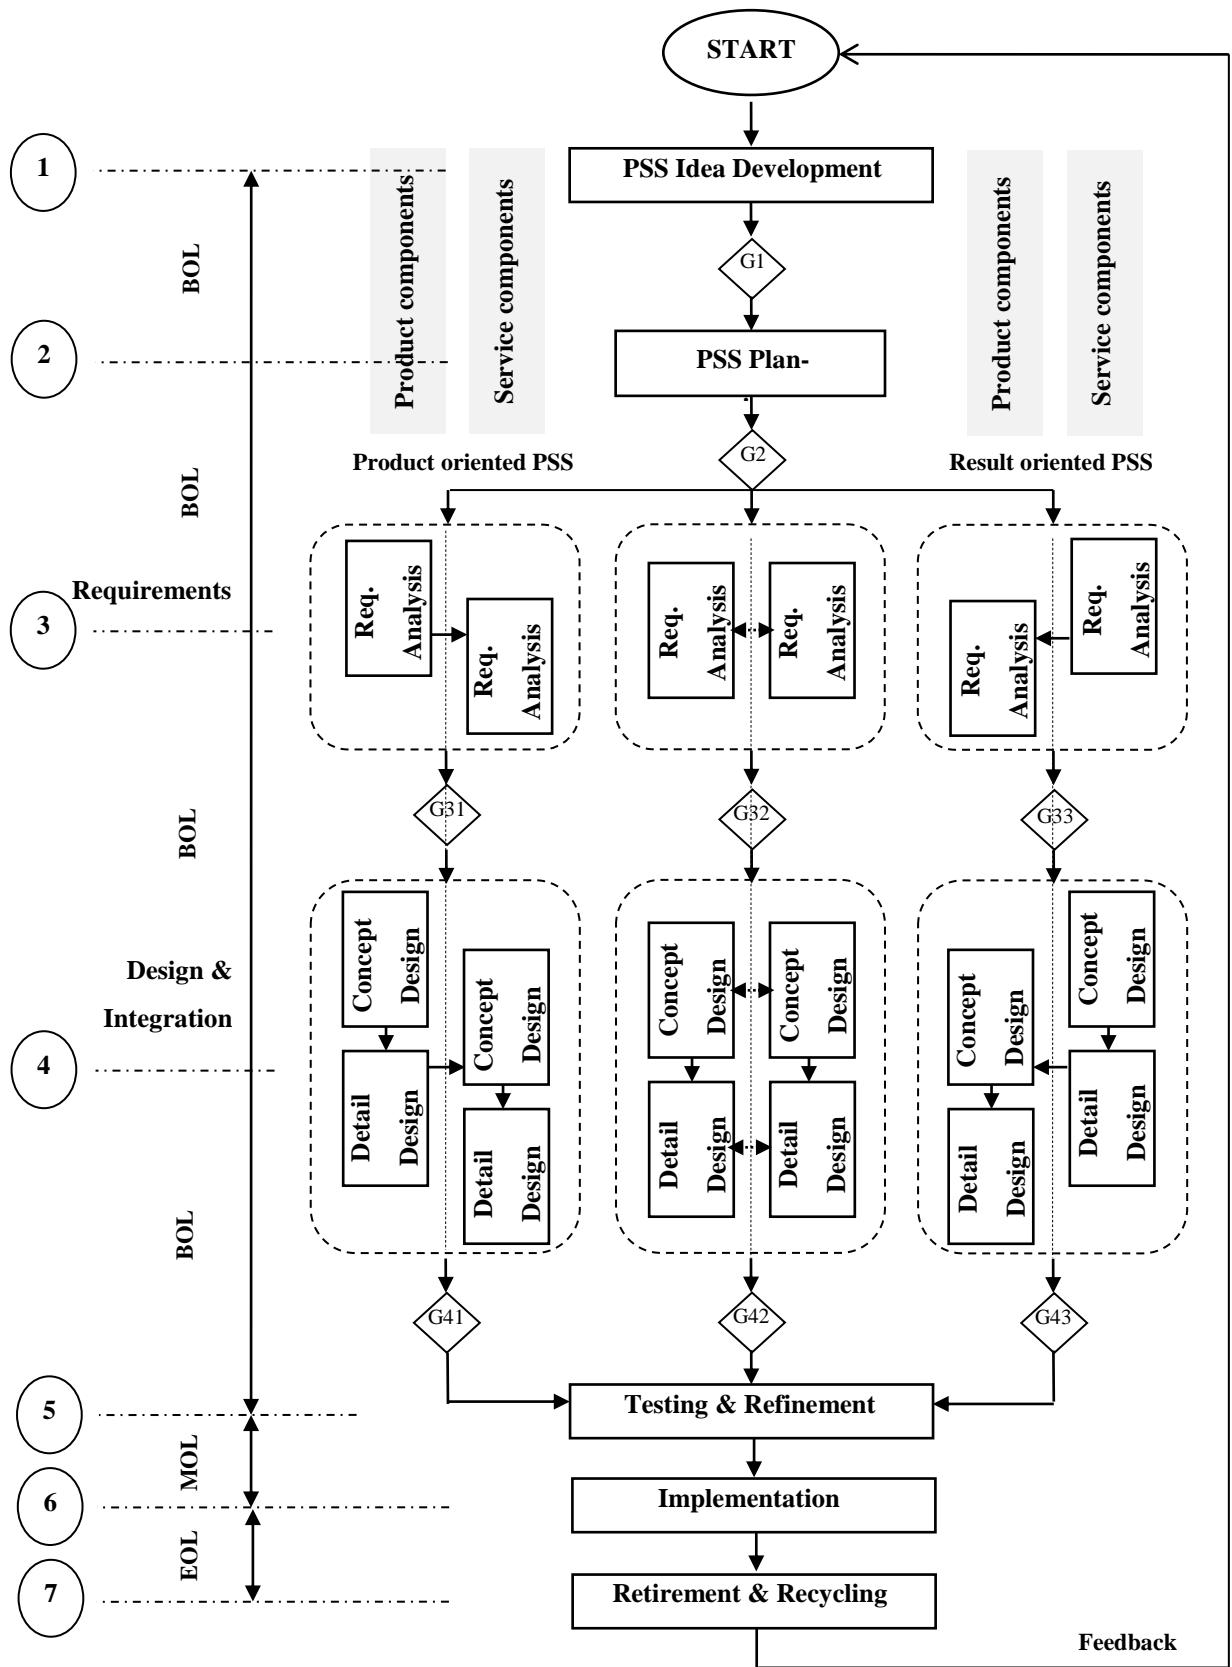 START
1
PSS Idea Development
Product components
Service components
Product components
Service components
BOL
G1
2
PSS Plan-
G2
Product oriented PSS
Result oriented PSS
BOL
Requirements
3
Req.
Analysis
Req.
Analysis
Req.
Analysis
Req.
Analysis
Req.
Analysis
Req.
Analysis
BOL
G31
G32
G33
Design &
Integration
4
Concept
Design
Concept
Design
Detail
Design
Detail
Design
Concept
Design
Concept
Design
Detail
Design
Detail
Design
Concept
Design
Concept
Design
Detail
Design
Detail
Design
BOL
G41
G42
G43
5
Testing & Refinement
MOL
6
Implementation
EOL
7
Retirement & Recycling
Feedback